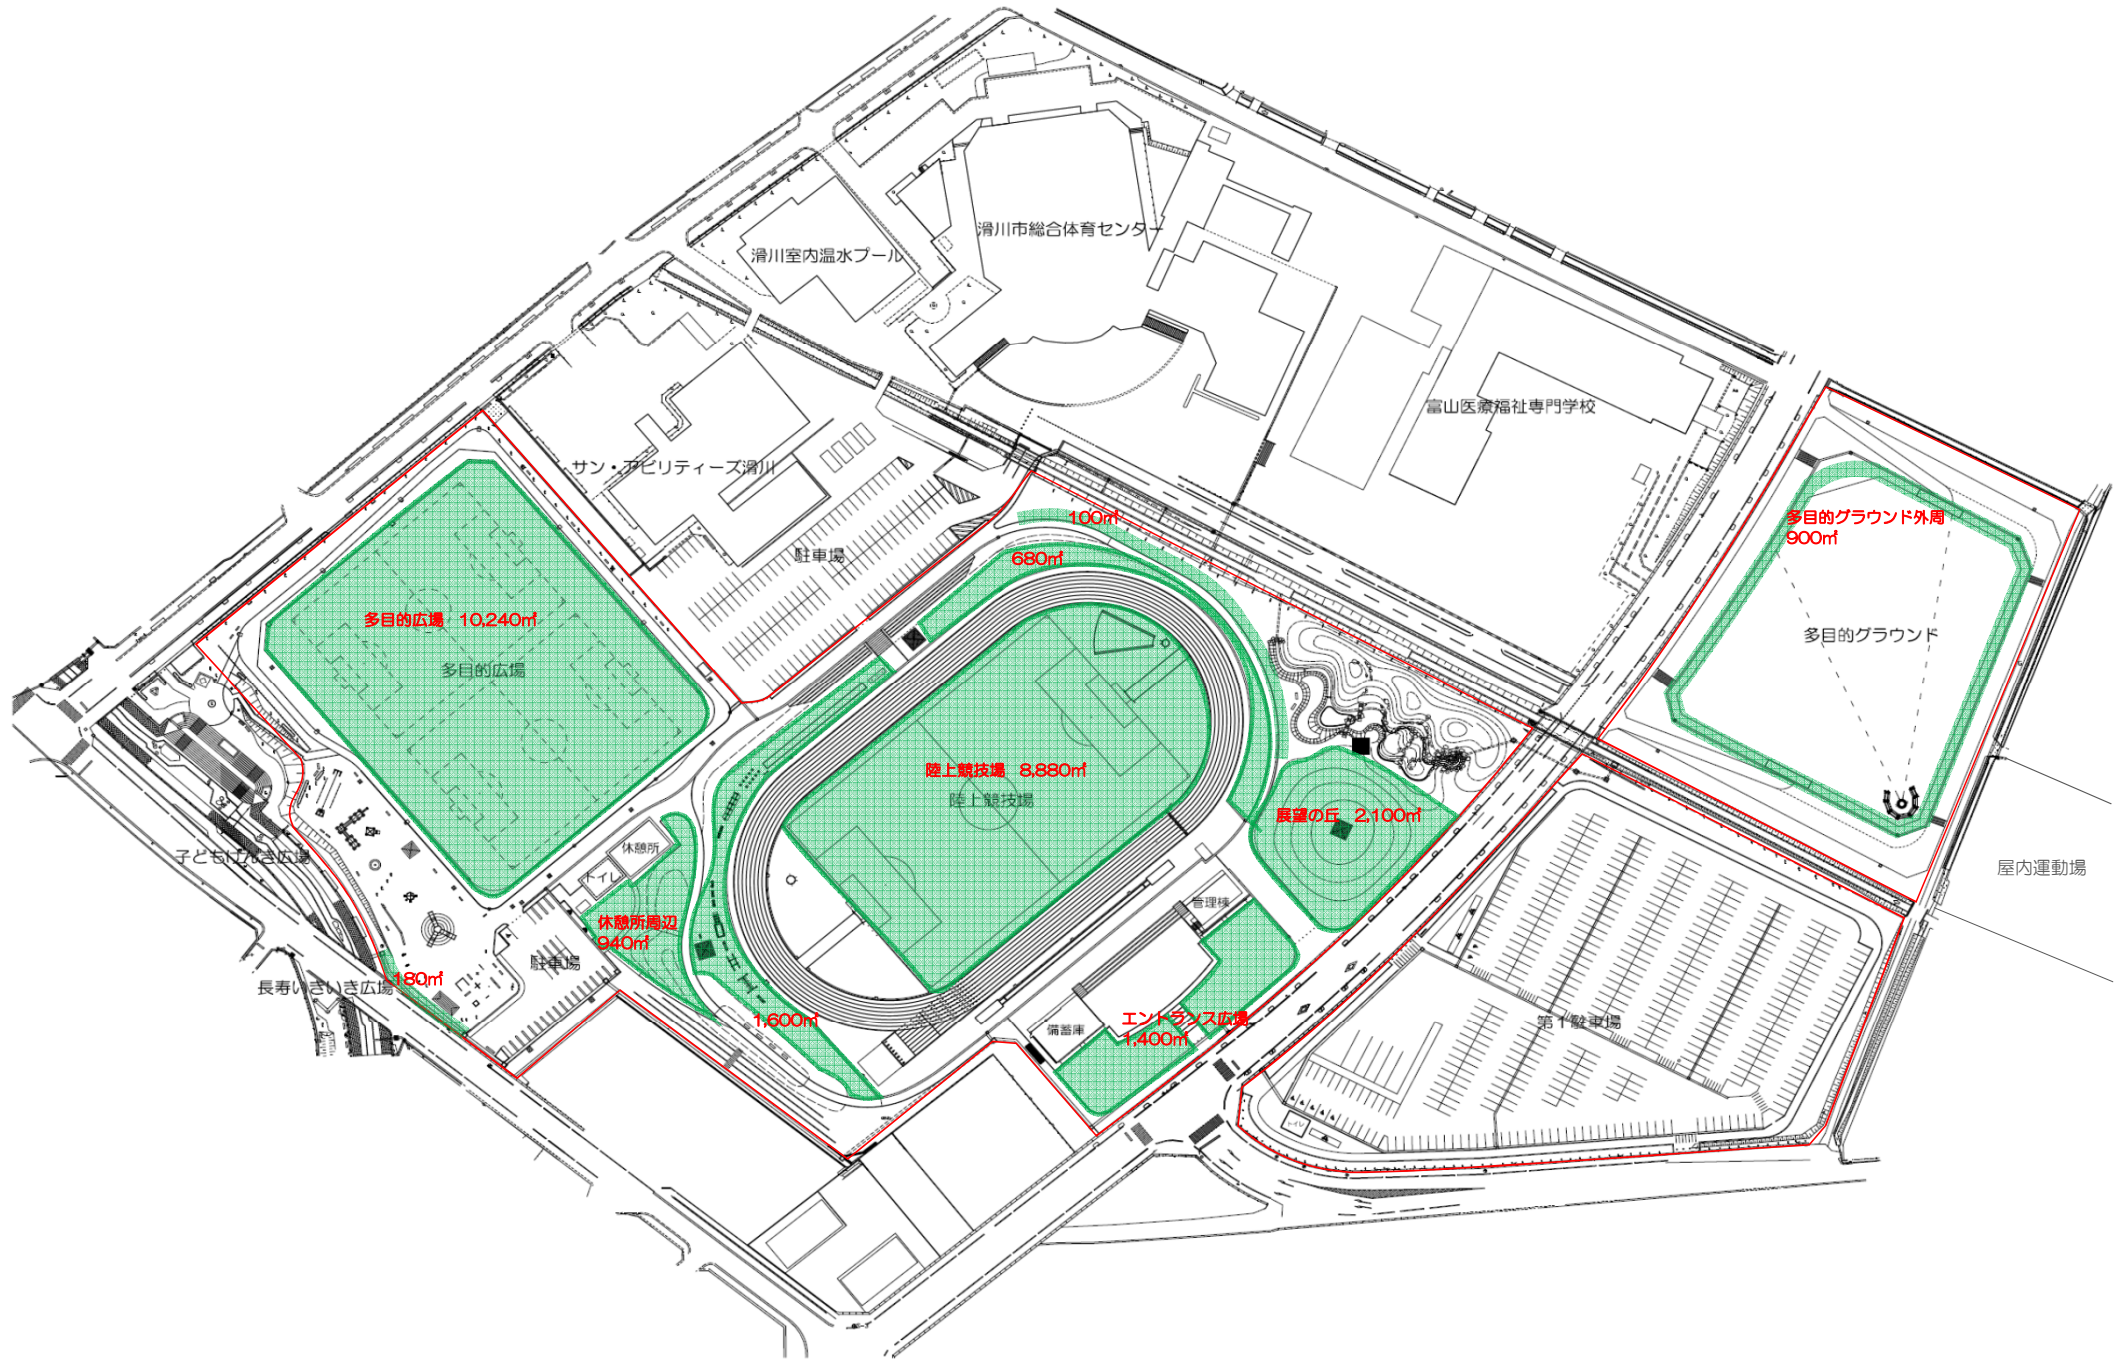 滑川市総合体育センター
滑川室内温水プール
富山医療福祉専門学校
サン・アビリティーズ滑川
駐車場
100㎡
680㎡
多目的グラウンド外周
900㎡
多目的広場　10,240㎡
多目的広場
多目的グラウンド
陸上競技場　8,880㎡
陸上競技場
展望の丘　2,100㎡
休憩所
トイレ
子どもげんき広場
屋内運動場
管理棟
休憩所周辺
940㎡
駐車場
180㎡
長寿いきいき広場
1,600㎡
備蓄庫
エントランス広場
1,400㎡
第1駐車場
トイレ